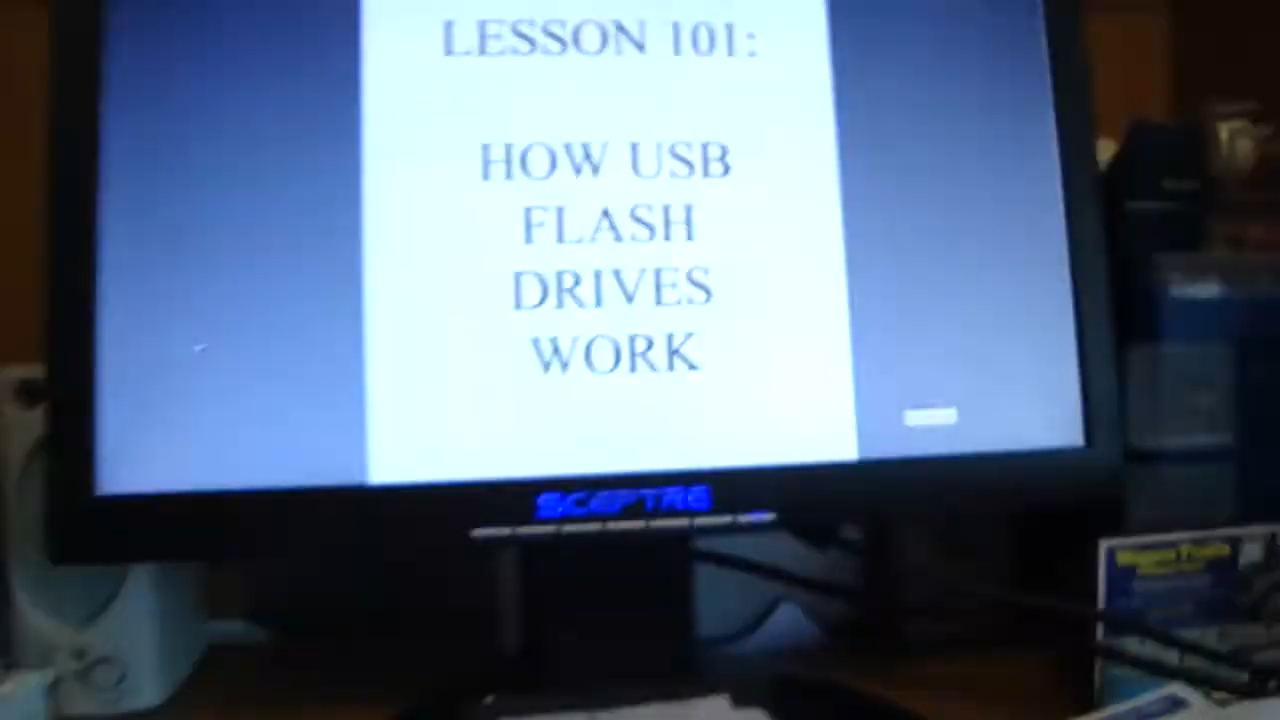 LESSON 101:
HOW USB
FLASH
DRIVES
WORK
SCEPTRE